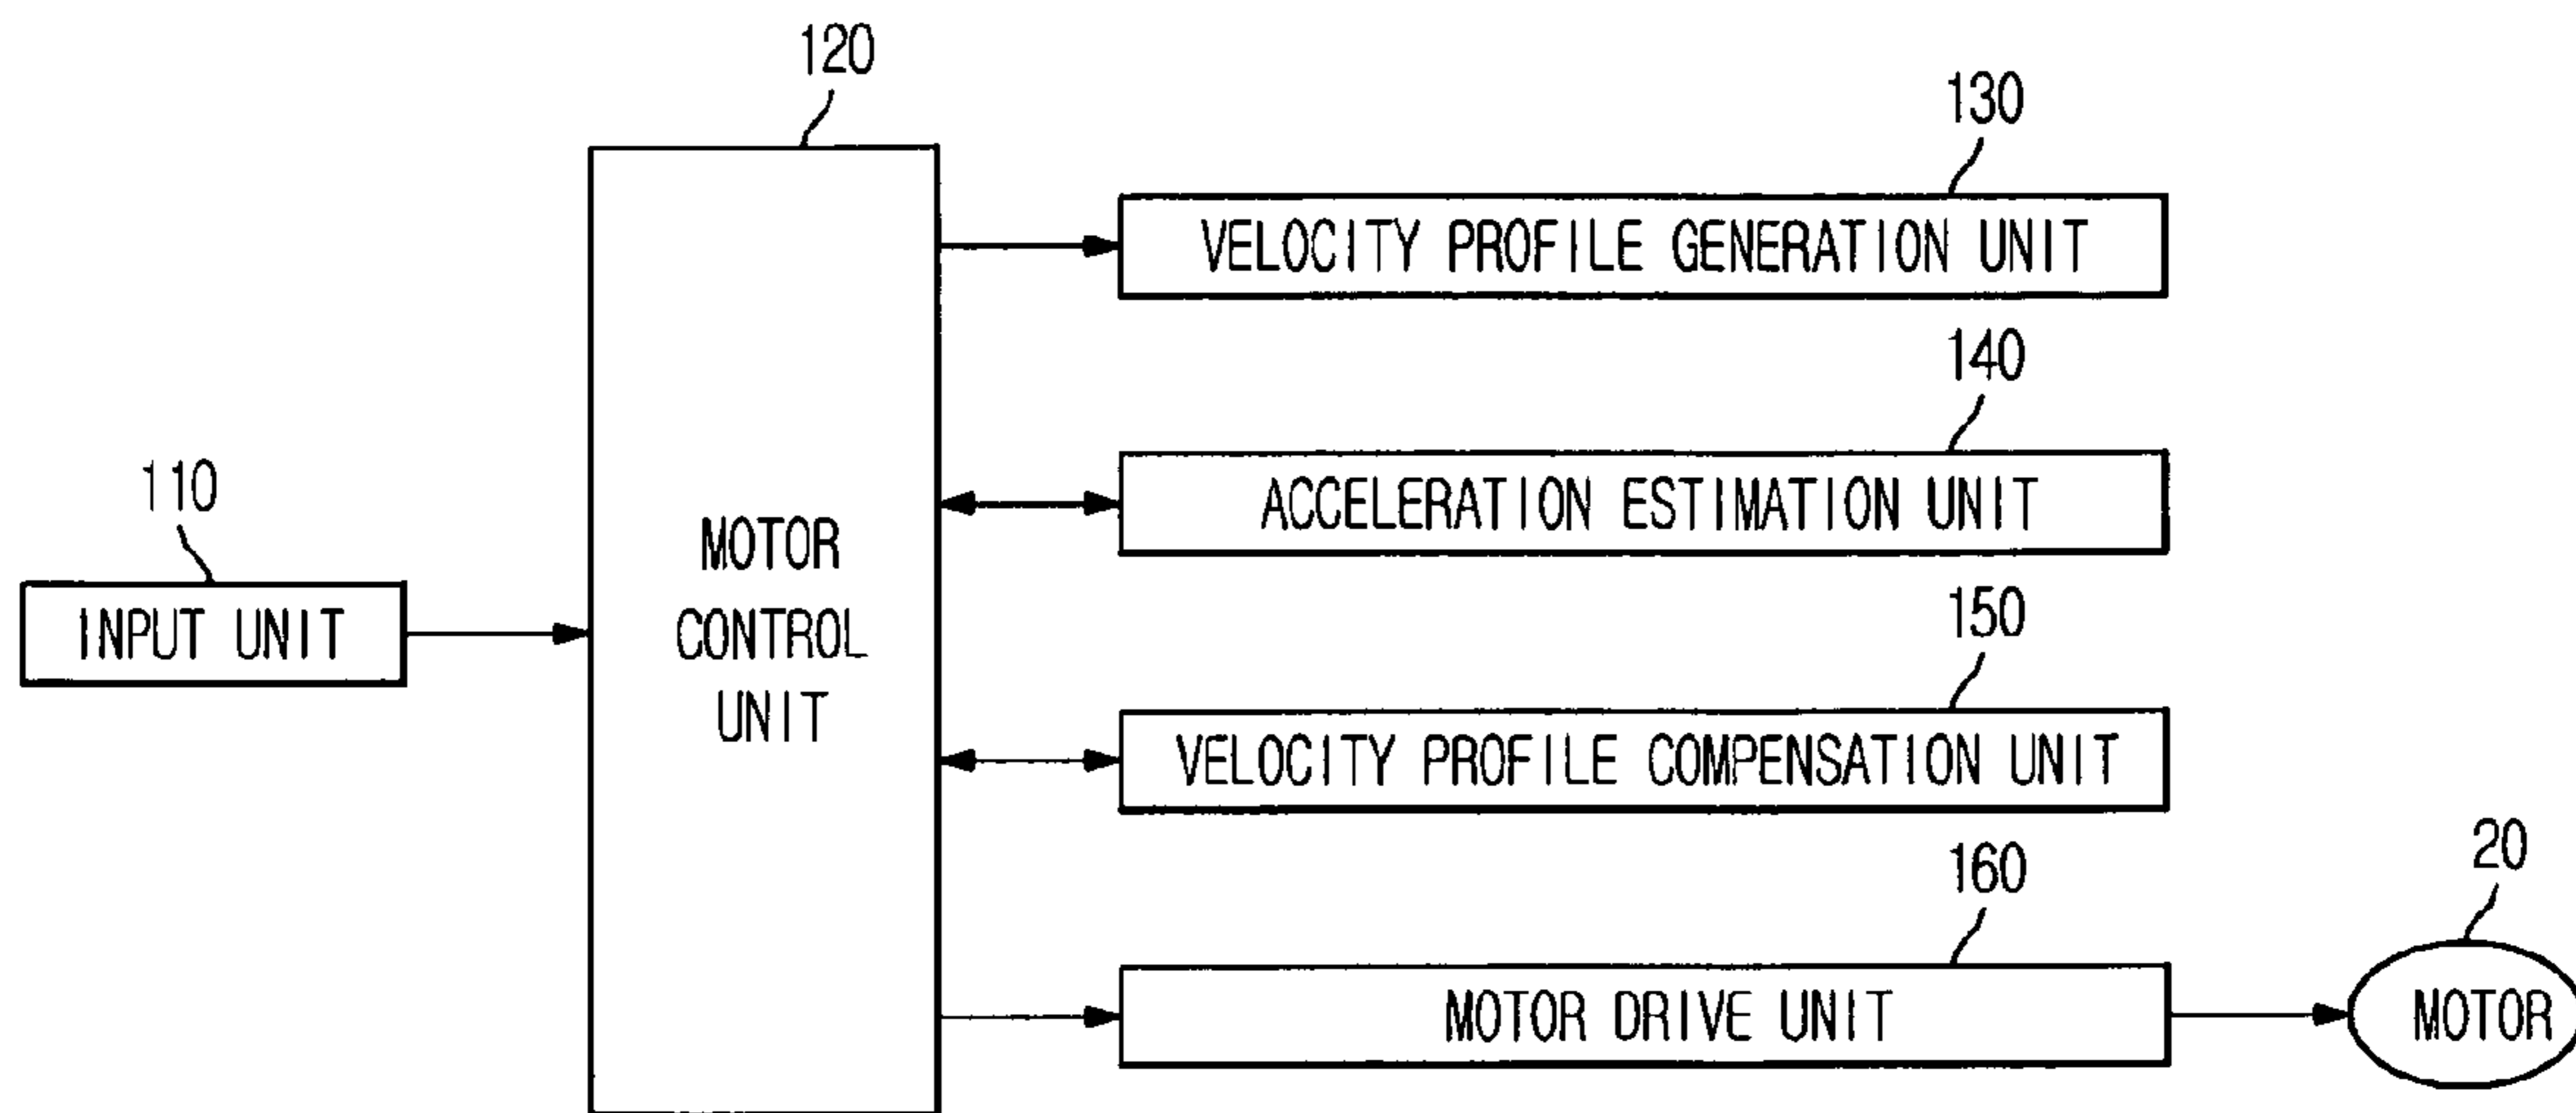 120
130
VELOCITY PROFILE GENERATION UNIT
140
ACCELERATION ESTIMATION UNIT
110
INPUT UNIT
MOTOR
CONTROL
UNIT
150
VELOCITY PROFILE COMPENSATION UNIT
160
MOTOR DRIVE UNIT
20
MOTOR